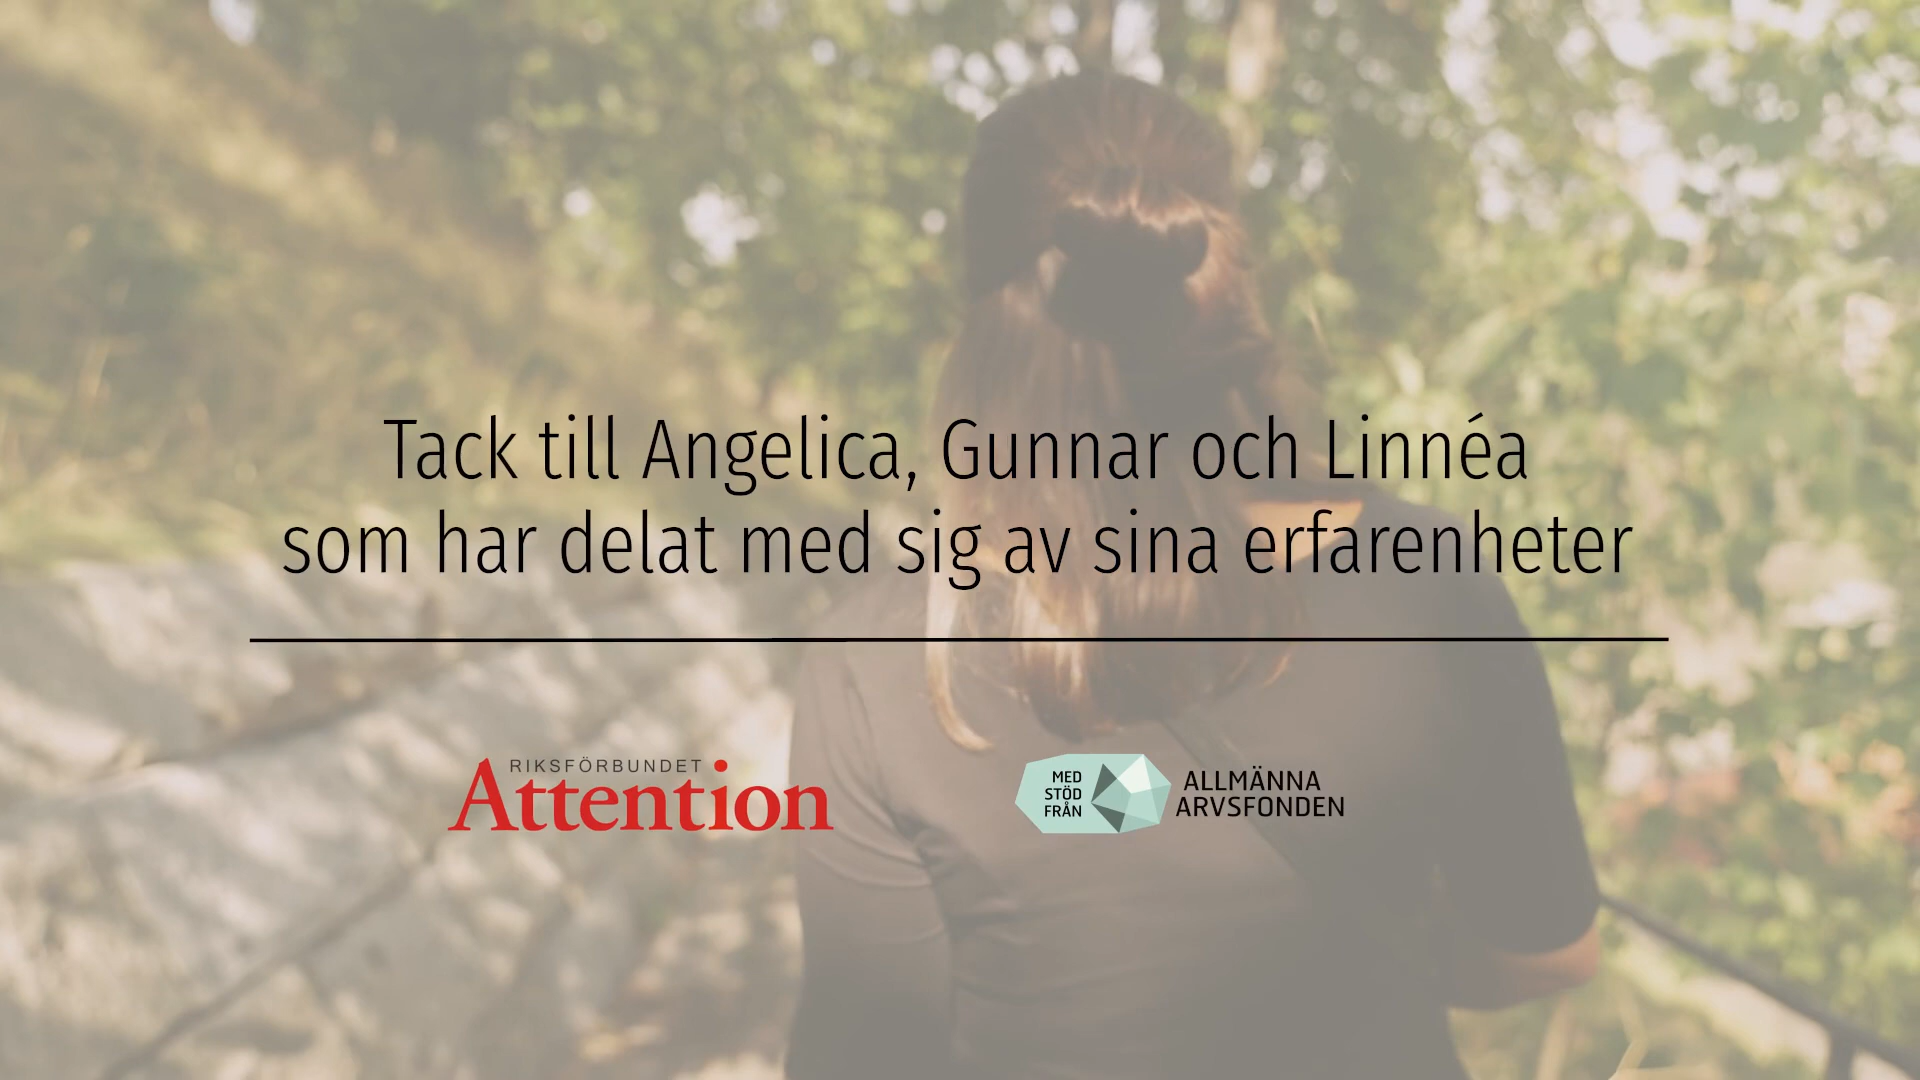 Tack till Angelica, Gunnar och Linnéa
som har delat med sig av sina erfarenheter
RIKSFÖRBUNDET
Attention
MED
STÖD
FRÅN
ALLMÄNNA
ARVSFONDEN